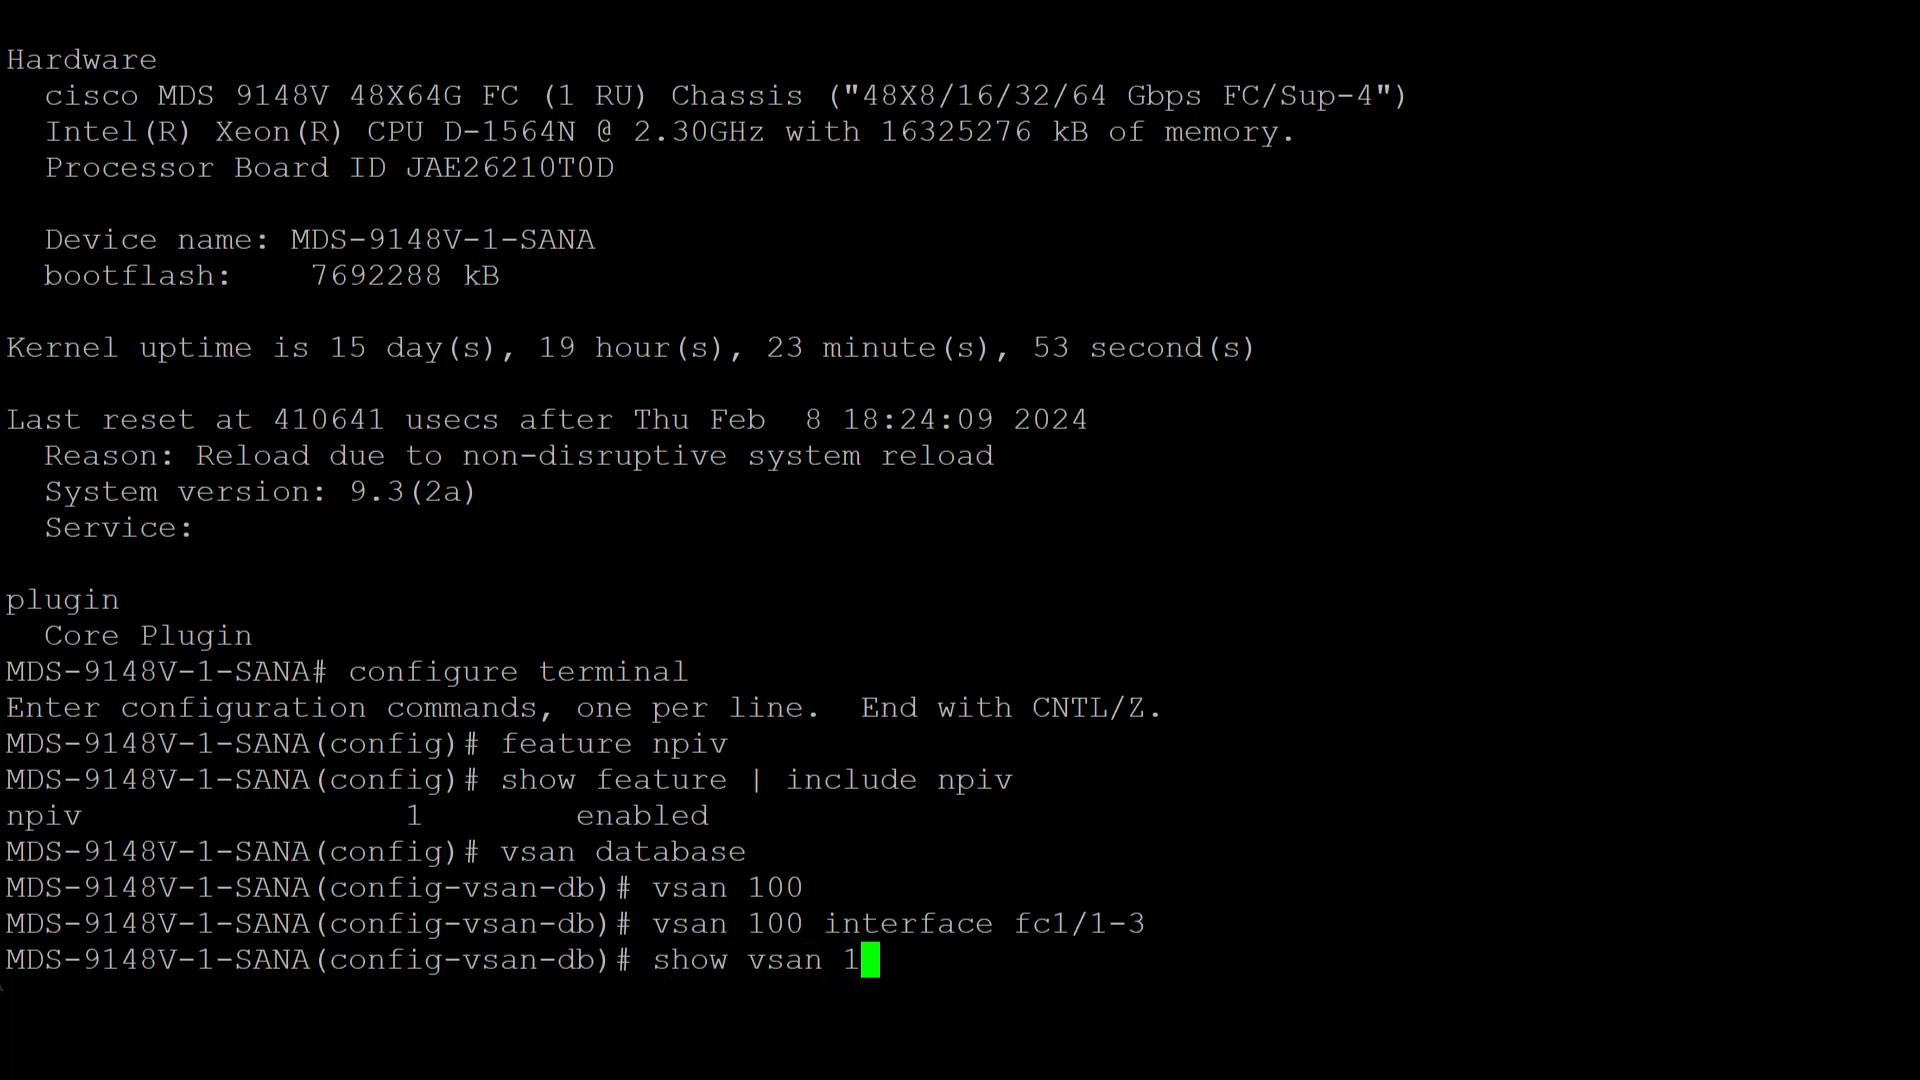 Hardware
  cisco MDS 9148V 48X64G FC (1 RU) Chassis ("48X8/16/32/64 Gbps FC/Sup-4")
  Intel(R) Xeon(R) CPU D-1564N @ 2.30GHz with 16325276 kB of memory.
  Processor Board ID JAE26210T0D

  Device name: MDS-9148V-1-SANA
  bootflash:    7692288 kB

Kernel uptime is 15 day(s), 19 hour(s), 23 minute(s), 53 second(s)

Last reset at 410641 usecs after Thu Feb  8 18:24:09 2024
  Reason: Reload due to non-disruptive system reload
  System version: 9.3(2a)
  Service:

plugin
  Core Plugin
MDS-9148V-1-SANA# configure terminal
Enter configuration commands, one per line.  End with CNTL/Z.
MDS-9148V-1-SANA(config)# feature npiv
MDS-9148V-1-SANA(config)# show feature | include npiv
npiv                 1        enabled
MDS-9148V-1-SANA(config)# vsan database
MDS-9148V-1-SANA(config-vsan-db)# vsan 100
MDS-9148V-1-SANA(config-vsan-db)# vsan 100 interface fc1/1-3
MDS-9148V-1-SANA(config-vsan-db)# show vsan 1